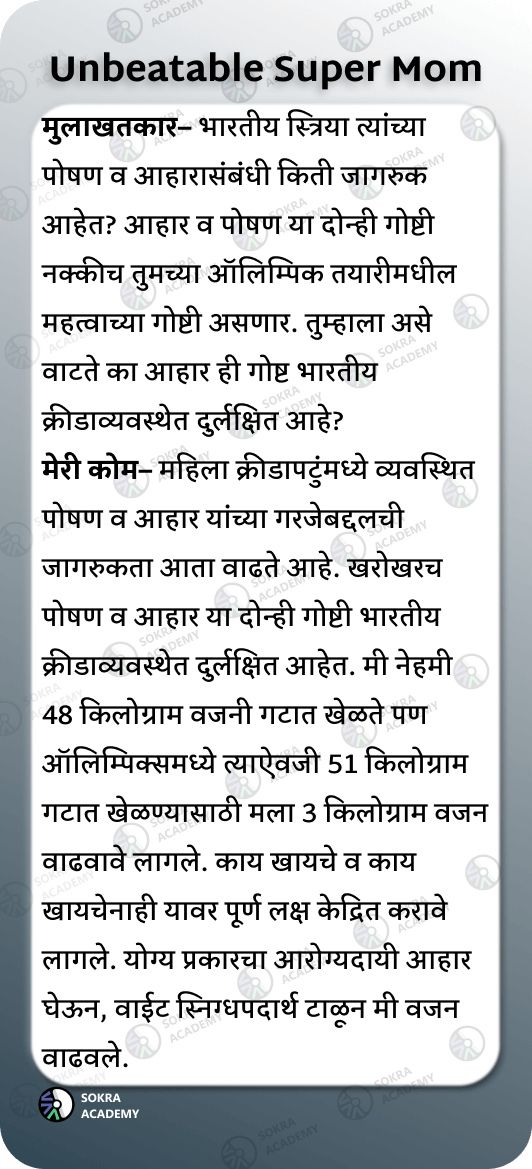 Unbeatable Super Mom
मुलाखतकार– भारतीय स्त्रिया त्यांच्या
पोषण व आहारासंबंधी किती जागरुक
आहेत? आहार व पोषण या दोन्ही गोष्टी
नक्कीच तुमच्या ऑलिम्पिक तयारीमधील
महत्वाच्या गोष्टी असणार. तुम्हाला असे
वाटते का आहार ही गोष्ट भारतीय
क्रीडाव्यवस्थेत दुर्लक्षित आहे?
मेरी कोम– महिला क्रीडापटुंमध्ये व्यवस्थित
पोषण व आहार यांच्या गरजेबद्दलची
जागरुकता आता वाढते आहे. खरोखरच
पोषण व आहार या दोन्ही गोष्टी भारतीय
क्रीडाव्यवस्थेत दुर्लक्षित आहेत. मी नेहमी
48 किलोग्राम वजनी गटात खेळते पण
ऑलिम्पिक्समध्ये त्याऐवजी 51 किलोग्राम
गटात खेळण्यासाठी मला 3 किलोग्राम वजन
वाढवावे लागले. काय खायचे व काय
खायचेनाही यावर पूर्ण लक्ष केद्रित करावे
लागले. योग्य प्रकारचा आरोग्यदायी आहार
घेऊन, वाईट स्निग्धपदार्थ टाळून मी वजन
वाढवले.
SOKRA
ACADEMY